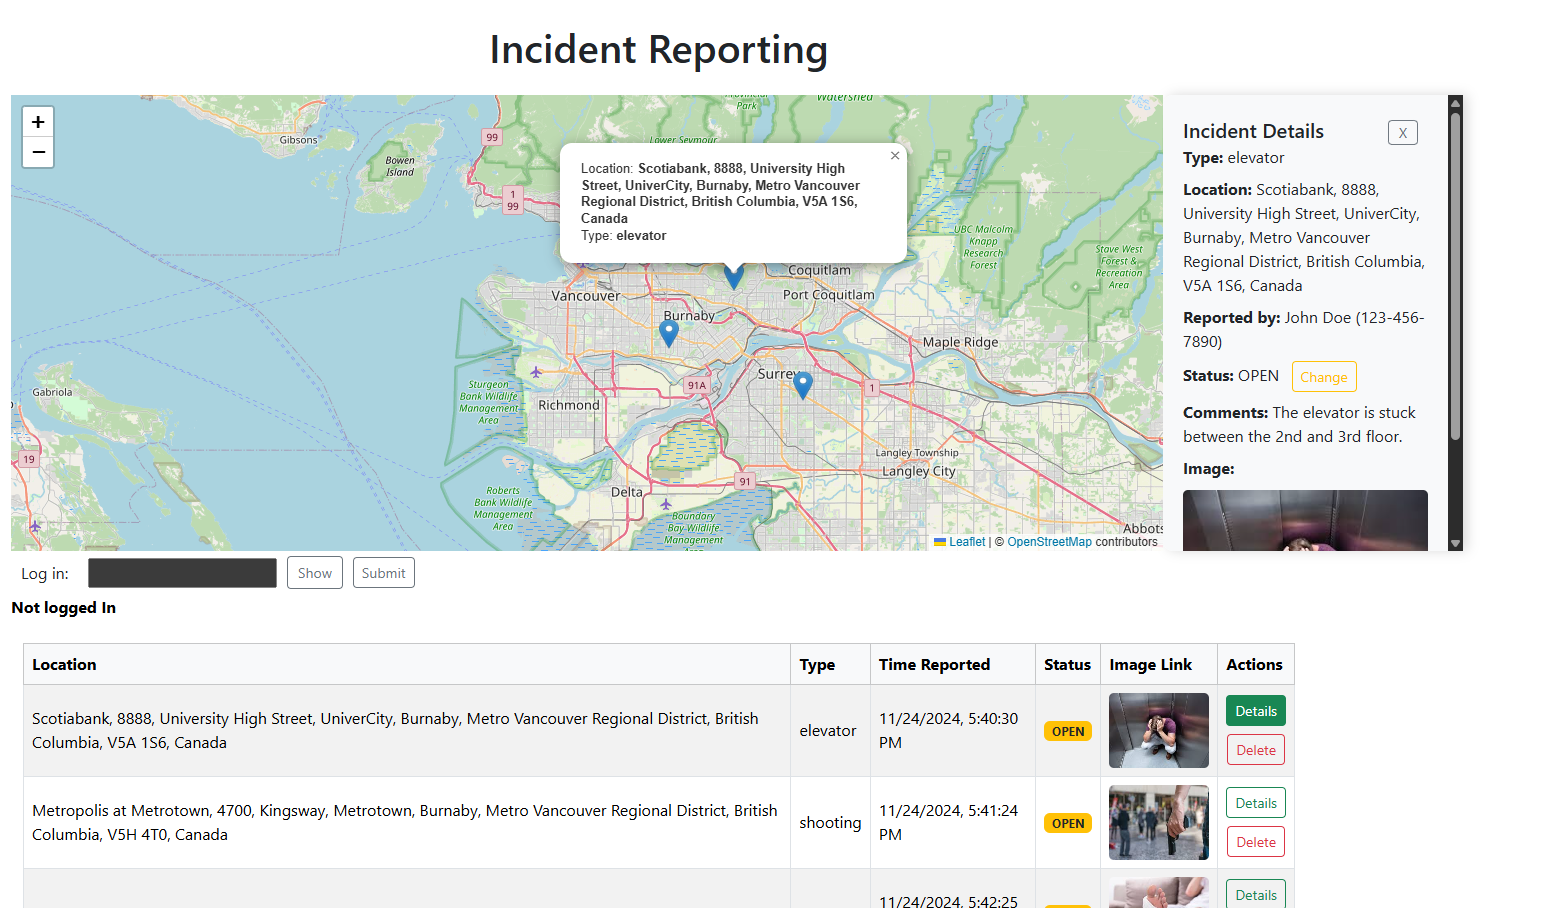 Incident Reporting
+
−
Gibsons
Bowen
Island
99
1
99
Provincial
Park
Watershed
Lower Seymour
×
Location: Scotiabank, 8888, University High
Street, UniverCity, Burnaby, Metro Vancouver
Regional District, British Columbia, V5A 1S6,
Canada
Type: elevator
UBC Malcolm
Knapp
Research
Forest
Stave West
Forest &
Recreation
Area
Coquitlam
Vancouver
Port Coquitlam
Burnaby
Maple Ridge
Surrey
91A
1
Gabriola
Sturgeon
Bank Wildlife
Management
Area
Richmond
19
Langley Township
Langley City
91
Delta
Roberts
Bank Wildlife
Management
Area
Boundary
Bay Wildlife
Management
Area
Abbots
Leaflet | © OpenStreetMap contributors
Incident Details
X
Type: elevator
Location: Scotiabank, 8888,
University High Street, UniverCity,
Burnaby, Metro Vancouver
Regional District, British Columbia,
V5A 1S6, Canada
Reported by: John Doe (123-456-
7890)
Status: OPEN Change
Comments: The elevator is stuck
between the 2nd and 3rd floor.
Image:
Log in: Show Submit
Not logged In
Location Type Time Reported Status Image Link Actions
Scotiabank, 8888, University High Street, UniverCity, Burnaby, Metro Vancouver Regional District, British
Columbia, V5A 1S6, Canada
elevator
11/24/2024, 5:40:30
PM
OPEN
Details
Delete
Metropolis at Metrotown, 4700, Kingsway, Metrotown, Burnaby, Metro Vancouver Regional District, British
Columbia, V5H 4T0, Canada
shooting
11/24/2024, 5:41:24
PM
OPEN
Details
Delete
11/24/2024, 5:42:25
Details